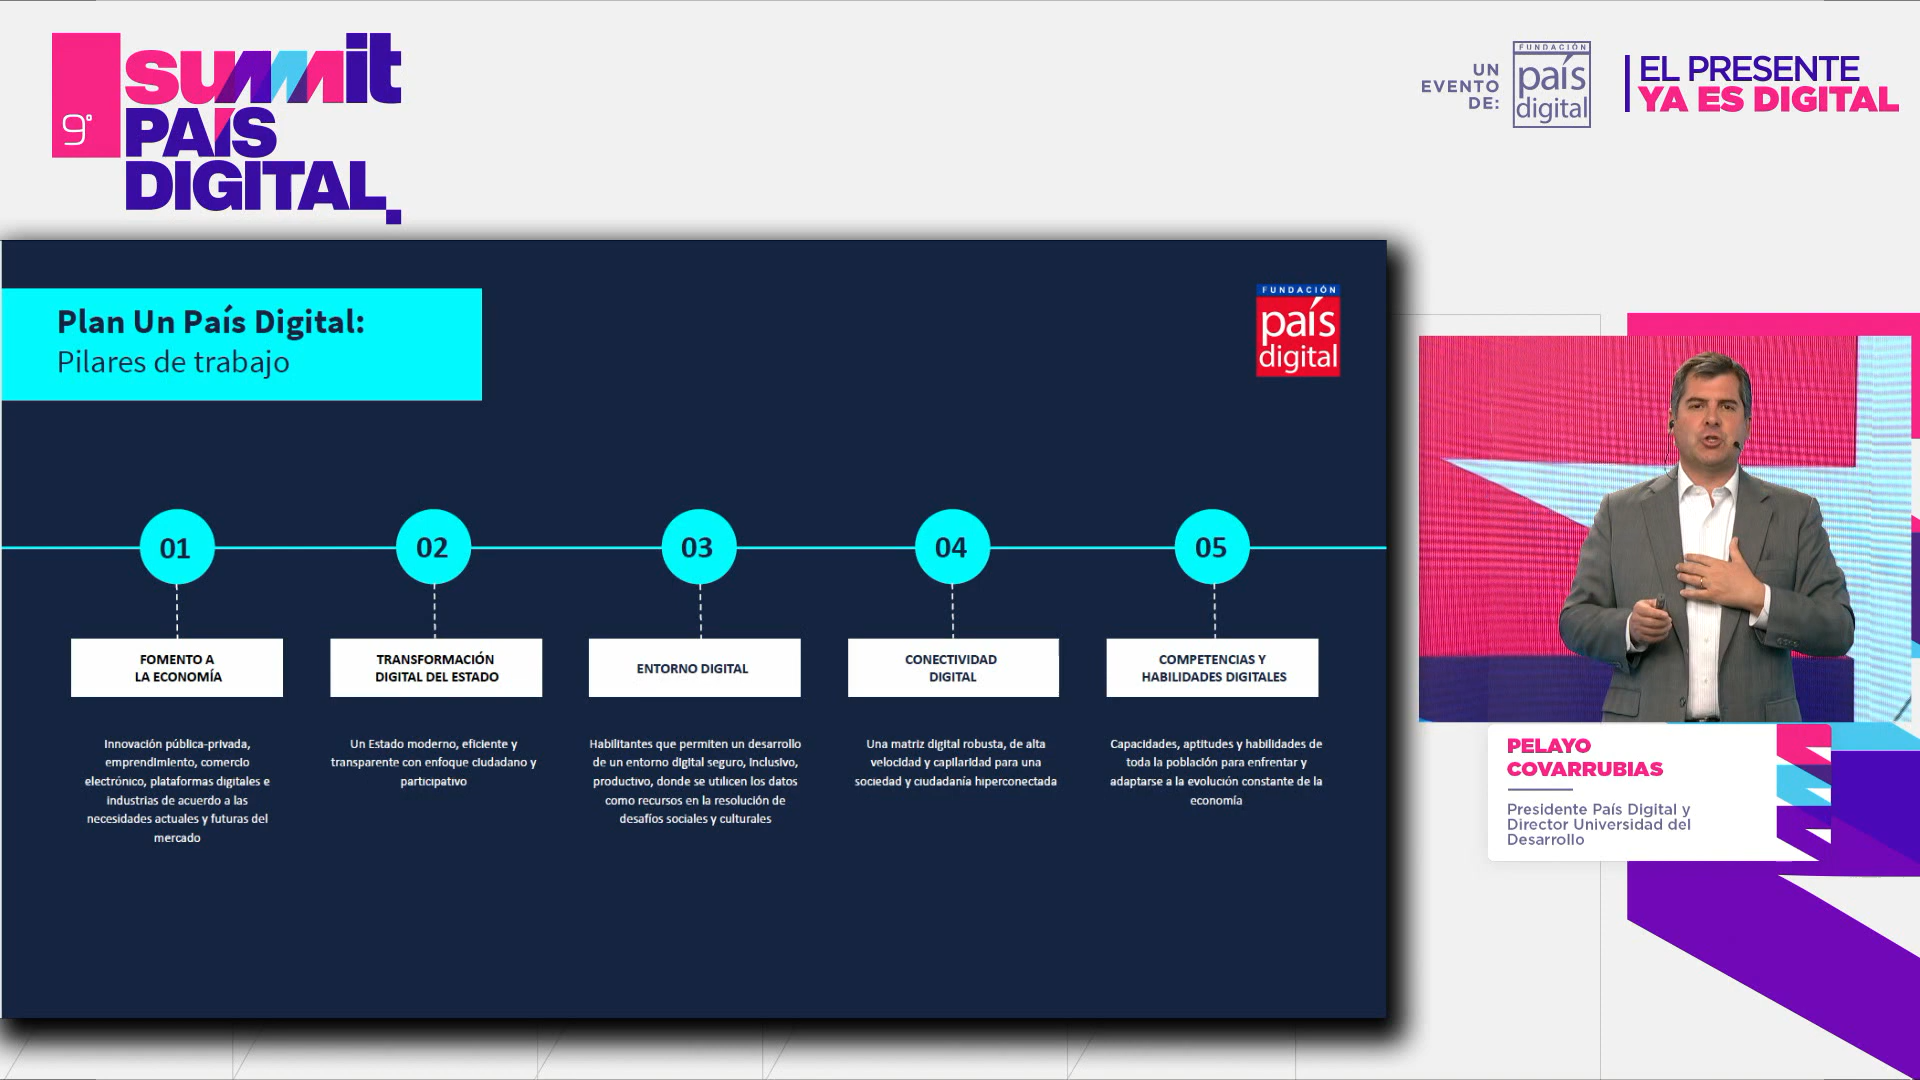 9°
summit
PAÍS
DIGITAL.
UN
EVENTO
DE:
FUNDACIÓN
país
digital
EL PRESENTE
YA ES DIGITAL
Plan Un País Digital:
Pilares de trabajo
FUNDACIÓN
país
digital
01
02
03
04
05
FOMENTO A
LA ECONOMÍA
TRANSFORMACIÓN
DIGITAL DEL ESTADO
ENTORNO DIGITAL
CONECTIVIDAD
DIGITAL
COMPETENCIAS Y
HABILIDADES DIGITALES
Innovación pública-privada,
emprendimiento, comercio
electrónico, plataformas digitales e
industrias de acuerdo a las
necesidades actuales y futuras del
mercado
Un Estado moderno, eficiente y
transparente con enfoque ciudadano y
participativo
Habilitantes que permiten un desarrollo
de un entorno digital seguro, inclusivo,
productivo, donde se utilicen los datos
como recursos en la resolución de
desafíos sociales y culturales
Una matriz digital robusta, de alta
velocidad y capilaridad para una
sociedad y ciudadanía hiperconectada
Capacidades, aptitudes y habilidades de
toda la población para enfrentar y
adaptarse a la evolución constante de la
economía
PELAYO
COVARRUBIAS
Presidente País Digital y
Director Universidad del
Desarrollo